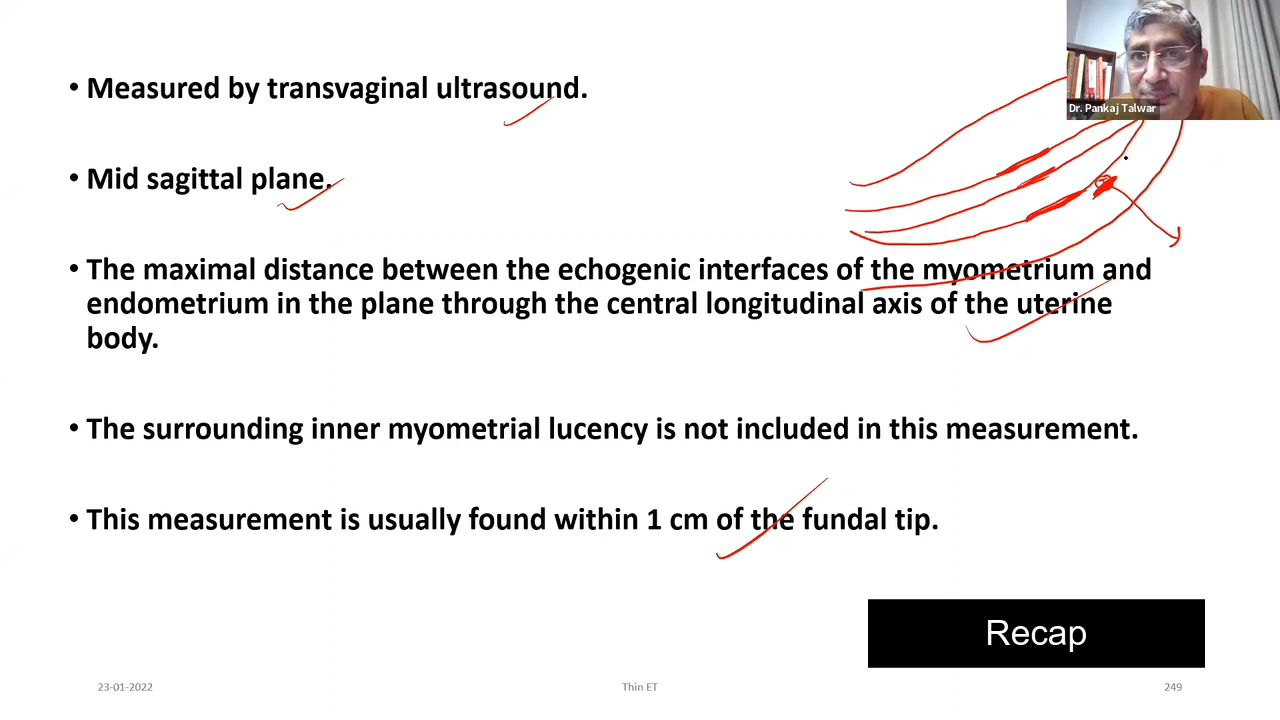 Dr. Pankaj Talwar
• Measured by transvaginal ultrasound.
• Mid sagittal plane.
• The maximal distance between the echogenic interfaces of the myometrium and
endometrium in the plane through the central longitudinal axis of the uterine
body.
• The surrounding inner myometrial lucency is not included in this measurement.
• This measurement is usually found within 1 cm of the fundal tip.
Recap
23-01-2022
Thin ET
249